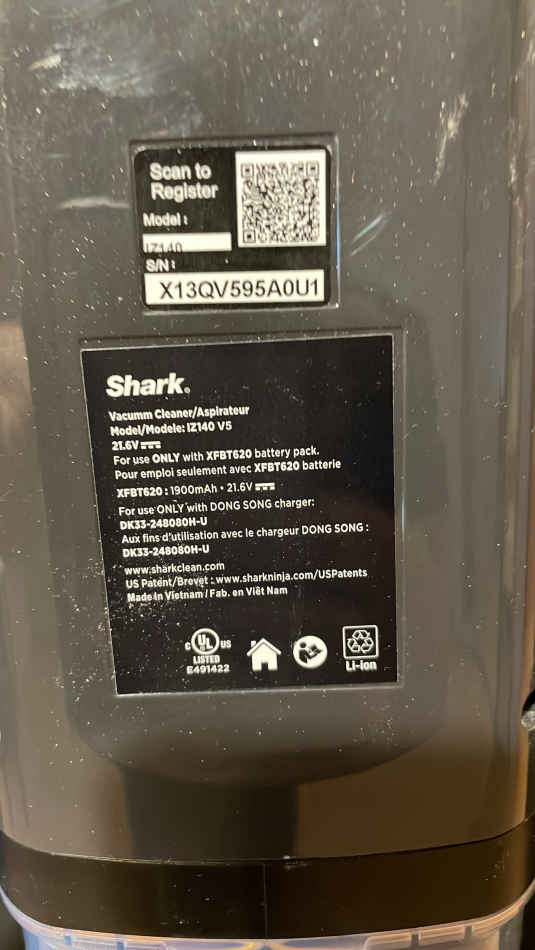 Scan to
Register
Model :
IZ140
S/N :
X13QV595A0U1
Shark.
Vacumm Cleaner/Aspirateur
Model/Modele: IZ140 V5
21.6V
For use ONLY with XFBT620 battery pack.
Pour emploi seulement avec XFBT620 batterie
XFBT620 : 1900mAh • 21.6V
For use ONLY with DONG SONG charger:
DK33-248080H-U
Aux fins d'utilisation avec le chargeur DONG SONG :
DK33-248080H-U
www.sharkclean.com
US Patent/Brevet : www.sharkninja.com/USPatents
Made in Vietnam / Fab. en Viêt Nam
c UL US
LISTED
E491422
Li-ion